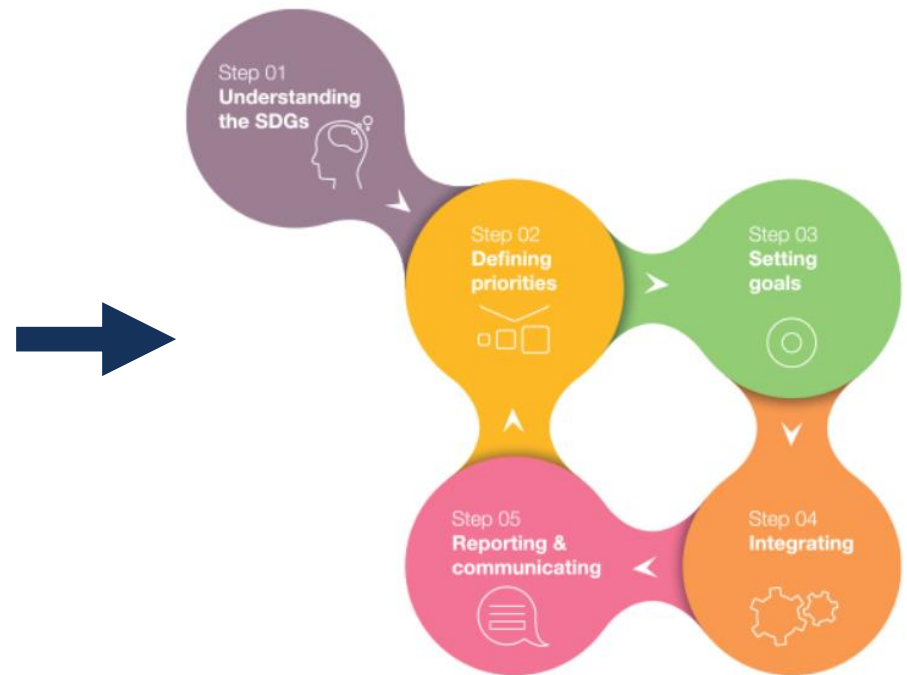 Step 01
Understanding
the SDGs
Step 02
Defining
priorities
Step 03
Setting
goals
Step 04
Integrating
Step 05
Reporting &
communicating